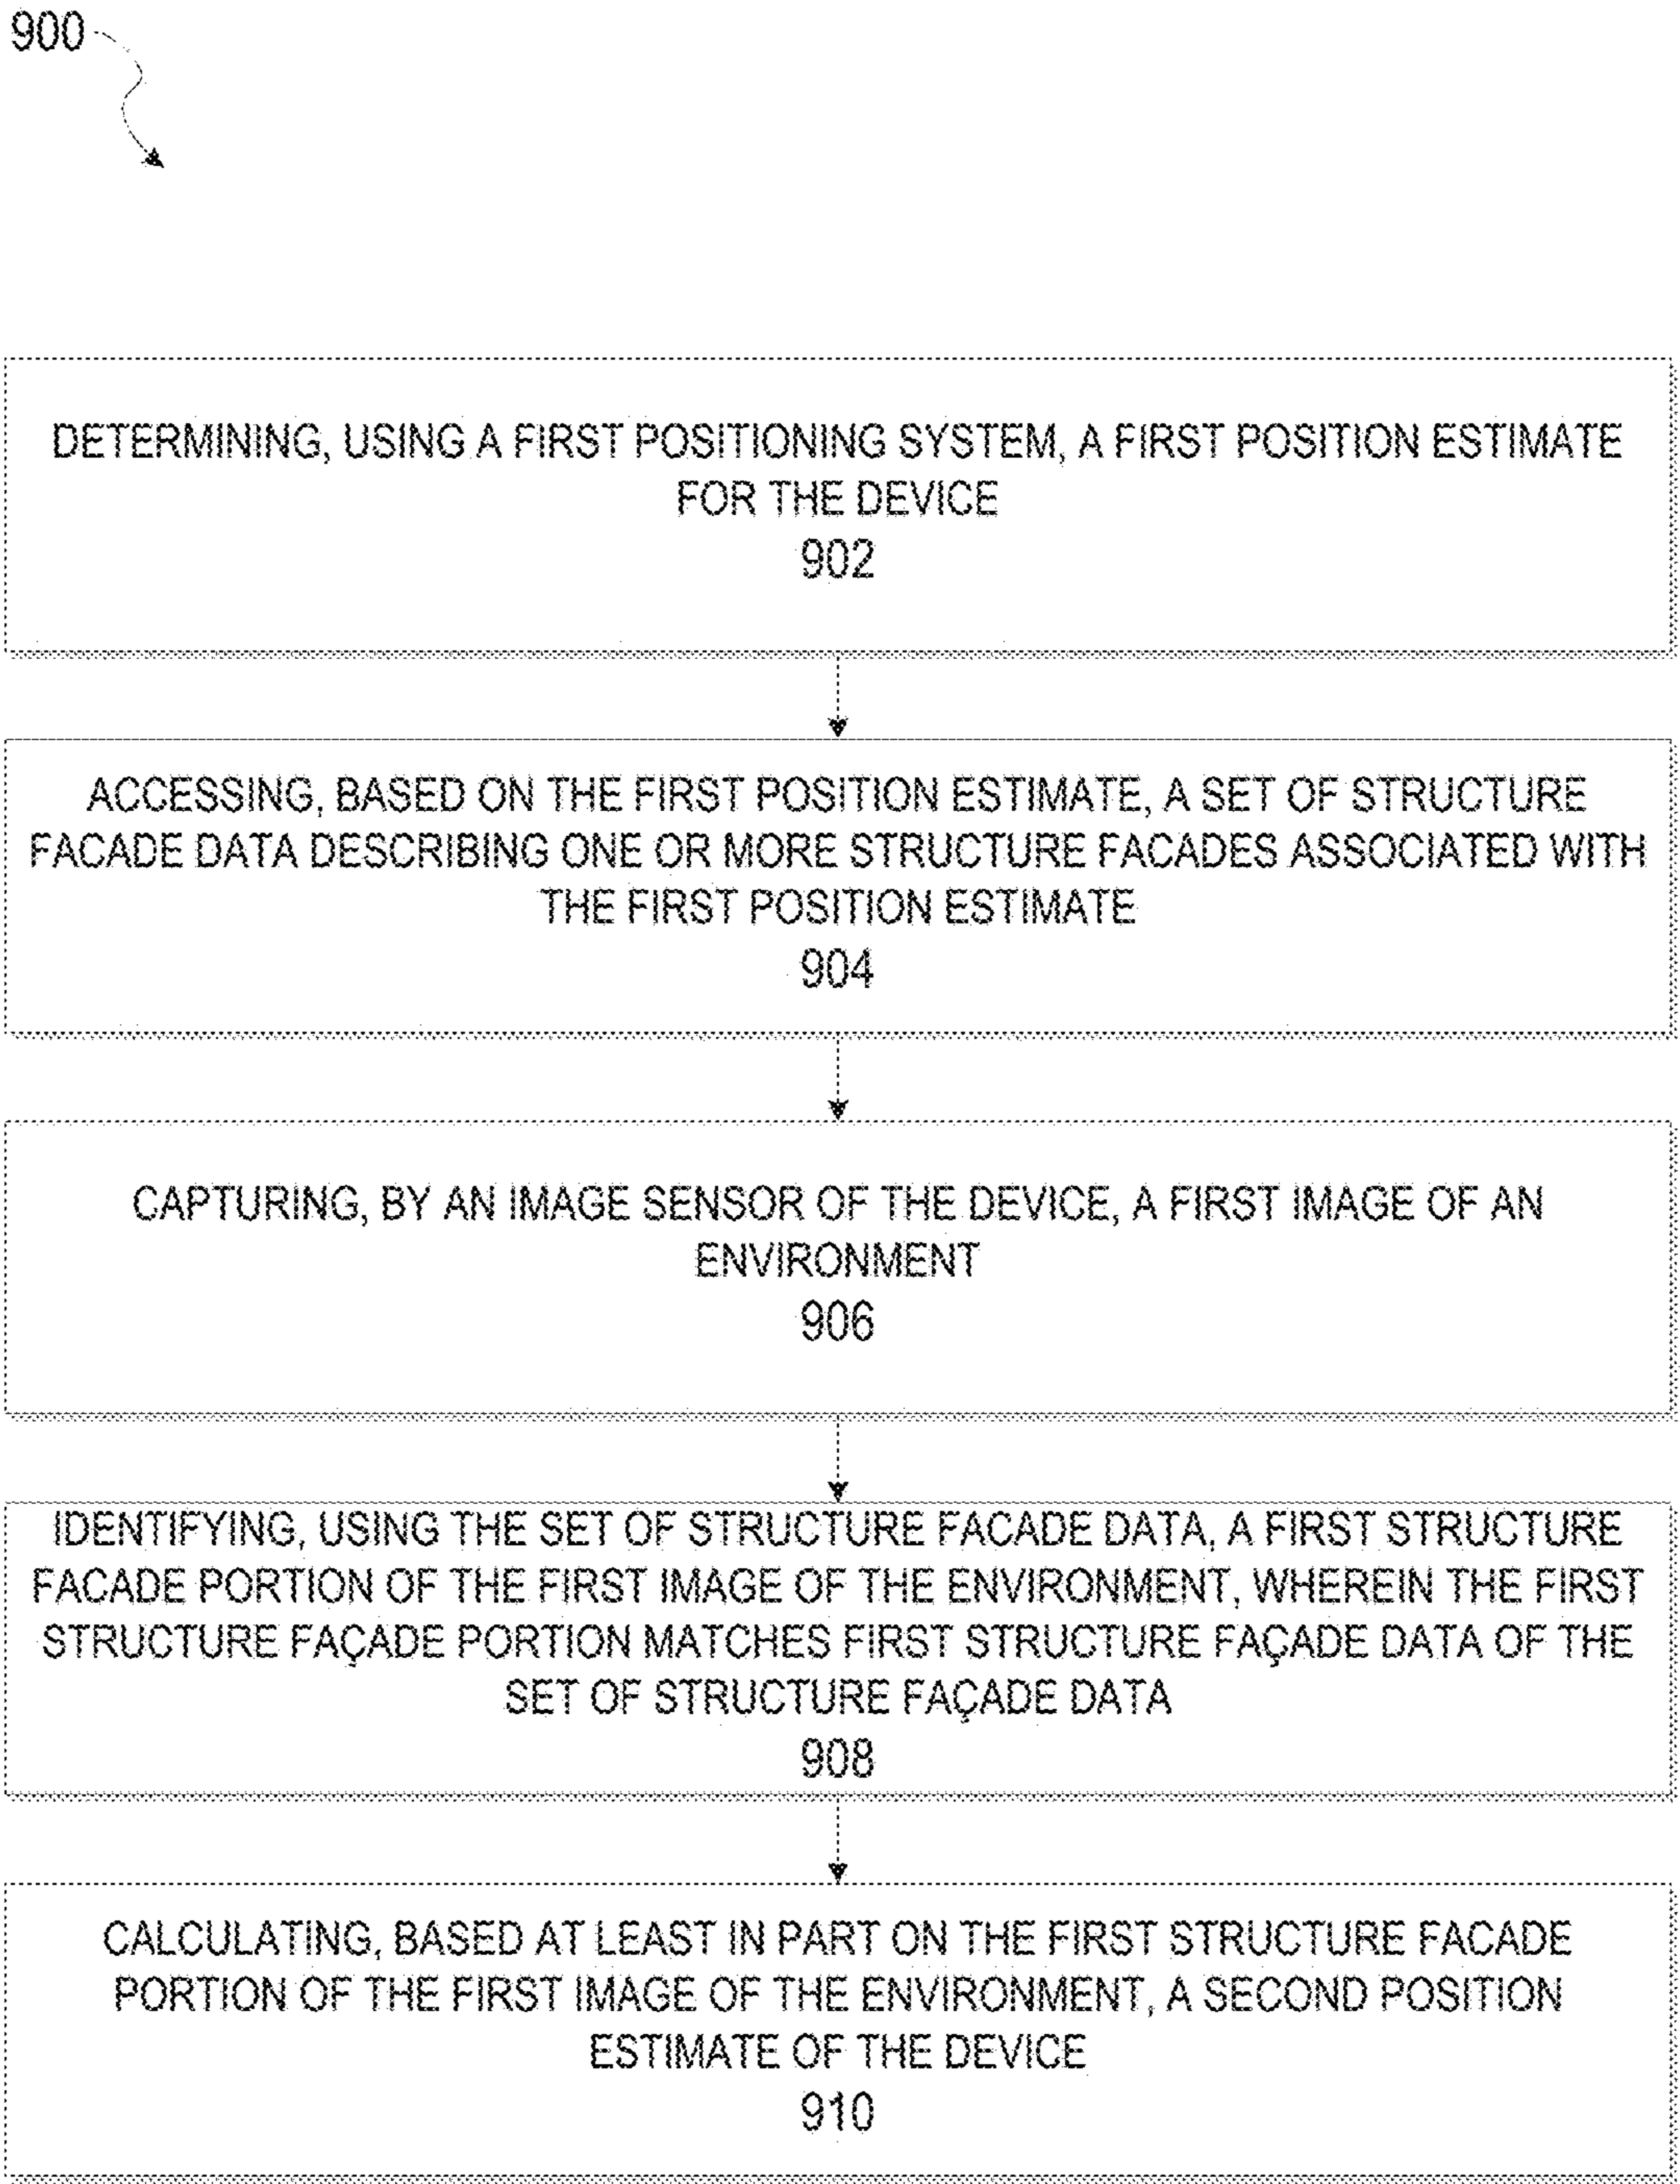 900
DETERMINING, USING A FIRST POSITIONING SYSTEM, A FIRST POSITION ESTIMATE
FOR THE DEVICE
902
ACCESSING, BASED ON THE FIRST POSITION ESTIMATE, A SET OF STRUCTURE
FACADE DATA DESCRIBING ONE OR MORE STRUCTURE FACADES ASSOCIATED WITH
THE FIRST POSITION ESTIMATE
904
CAPTURING, BY AN IMAGE SENSOR OF THE DEVICE, A FIRST IMAGE OF AN
ENVIRONMENT
906
IDENTIFYING, USING THE SET OF STRUCTURE FACADE DATA, A FIRST STRUCTURE
FACADE PORTION OF THE FIRST IMAGE OF THE ENVIRONMENT, WHEREIN THE FIRST
STRUCTURE FAÇADE PORTION MATCHES FIRST STRUCTURE FAÇADE DATA OF THE
SET OF STRUCTURE FAÇADE DATA
908
CALCULATING, BASED AT LEAST IN PART ON THE FIRST STRUCTURE FACADE
PORTION OF THE FIRST IMAGE OF THE ENVIRONMENT, A SECOND POSITION
ESTIMATE OF THE DEVICE
910